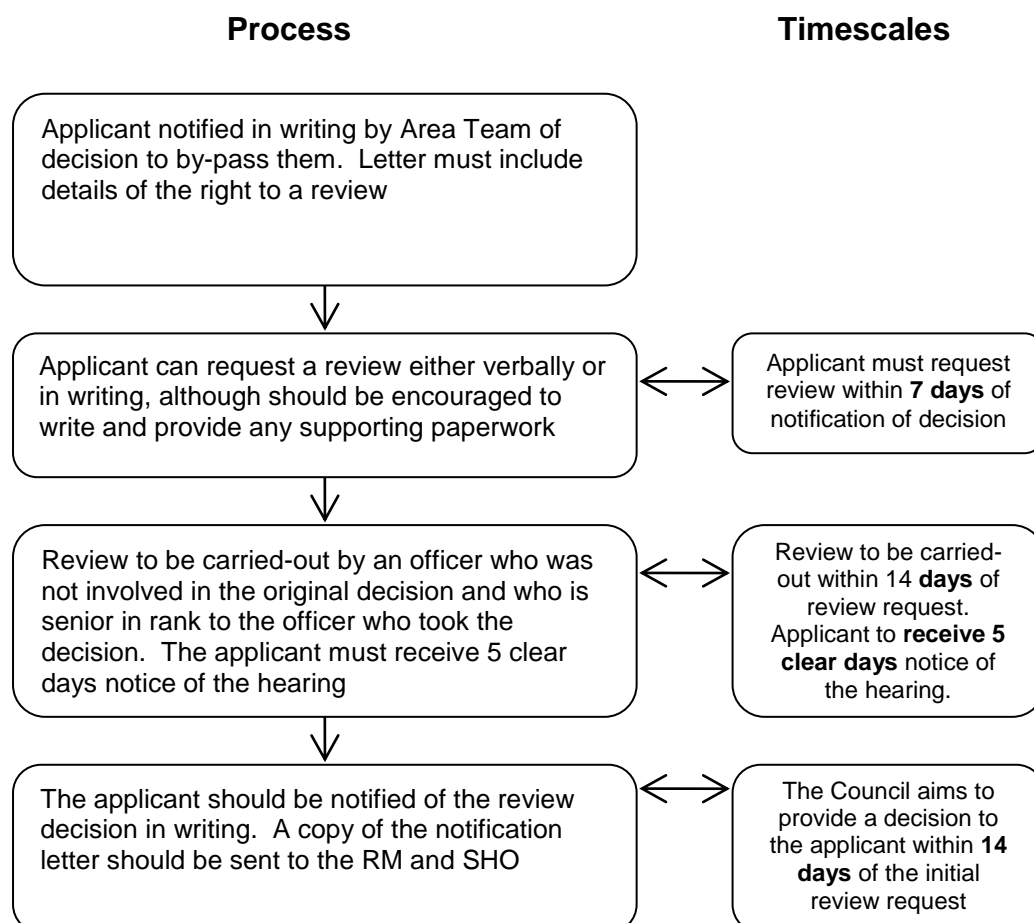 Process
Timescales
Applicant notified in writing by Area Team of
decision to by-pass them.  Letter must include
details of the right to a review
Applicant can request a review either verbally or
in writing, although should be encouraged to
write and provide any supporting paperwork
Applicant must request
review within 7 days of
notification of decision
Review to be carried-out by an officer who was
not involved in the original decision and who is
senior in rank to the officer who took the
decision.  The applicant must receive 5 clear
days notice of the hearing
Review to be carried-
out within 14 days of
review request.
Applicant to receive 5
clear days notice of
the hearing.
The applicant should be notified of the review
decision in writing.  A copy of the notification
letter should be sent to the RM and SHO
The Council aims to
provide a decision to
the applicant within 14
days of the initial
review request